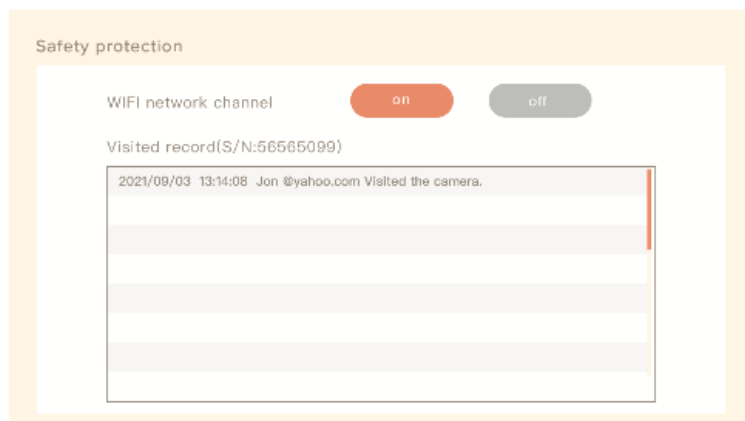 Safety protection
WIFI network channel on off
Visited record(S/N:56565099)
2021/09/03 13:14:08 Jon @yahoo.com Visited the camera.